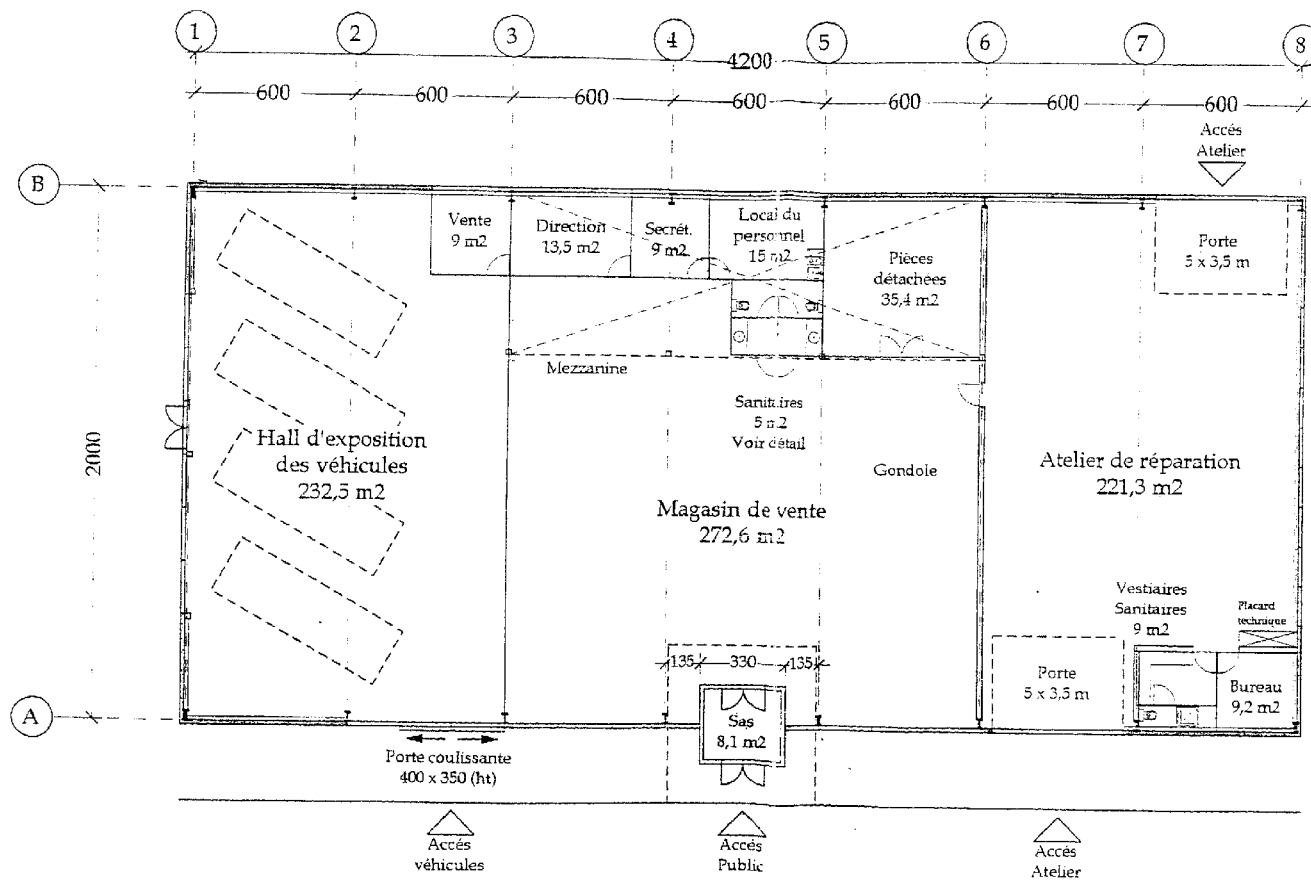 1 2 3 4 5 6 7 8
4200
600 600 600 600 600 600 600
Accés
Atelier
B
Vente
9 m2
Direction
13,5 m2
Secrét.
9 m2
Local du
personnel
15 m2
Pièces
détachées
35,4 m2
Porte
5 x 3,5 m
Mezzanine
Sanitaires
5 m2
Voir détail
2000
Hall d'exposition
des véhicules
232,5 m2
Gondole
Atelier de réparation
221,3 m2
Magasin de vente
272,6 m2
Vestiaires
Sanitaires
9 m2
Placard
technique
135 330 135
Porte
5 x 3,5 m
Bureau
9,2 m2
A
Sas
8,1 m2
Porte coulissante
400 x 350 (ht)
Accés
véhicules
Accés
Public
Accés
Atelier